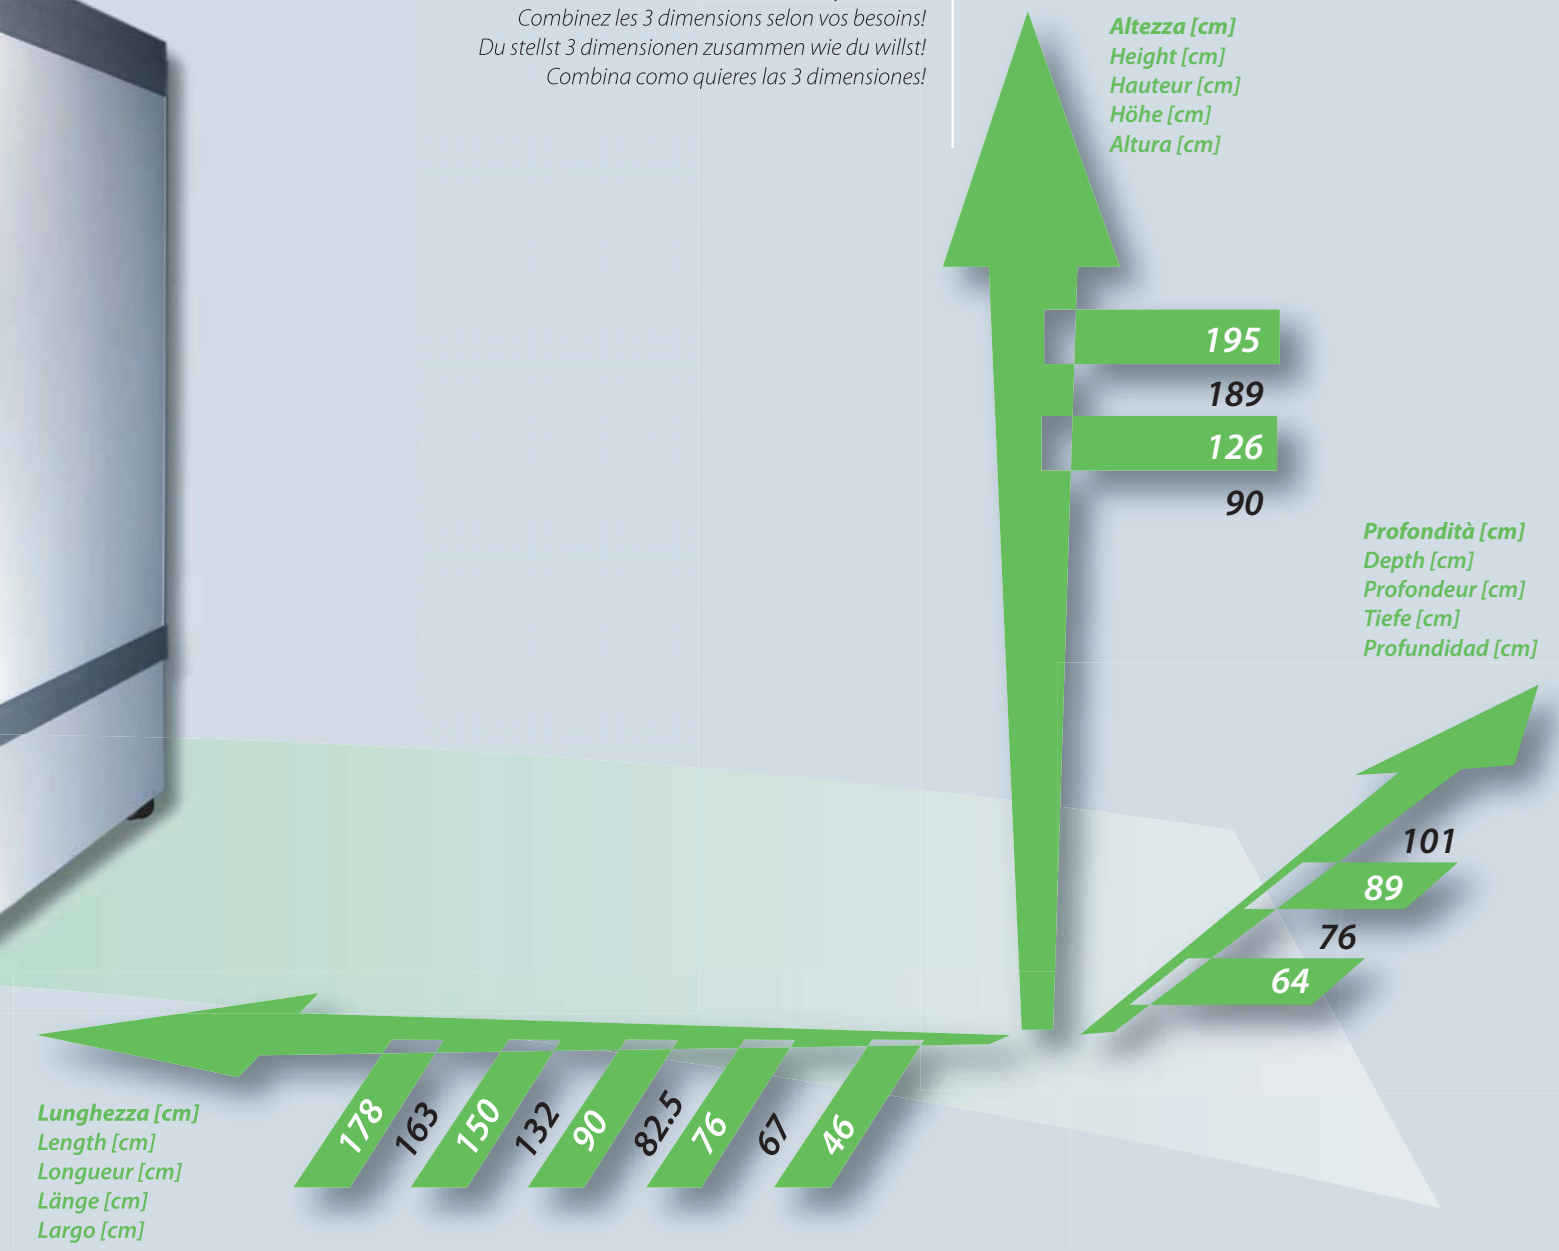 Combinez les 3 dimensions selon vos besoins!
Du stellst 3 dimensionen zusammen wie du willst!
Combina como quieres las 3 dimensiones!
Altezza [cm]
Height [cm]
Hauteur [cm]
Höhe [cm]
Altura [cm]
195
189
126
90
Profondità [cm]
Depth [cm]
Profondeur [cm]
Tiefe [cm]
Profundidad [cm]
101
89
76
64
Lunghezza [cm]
Length [cm]
Longueur [cm]
Länge [cm]
Largo [cm]
178
163
150
132
90
82.5
76
67
46